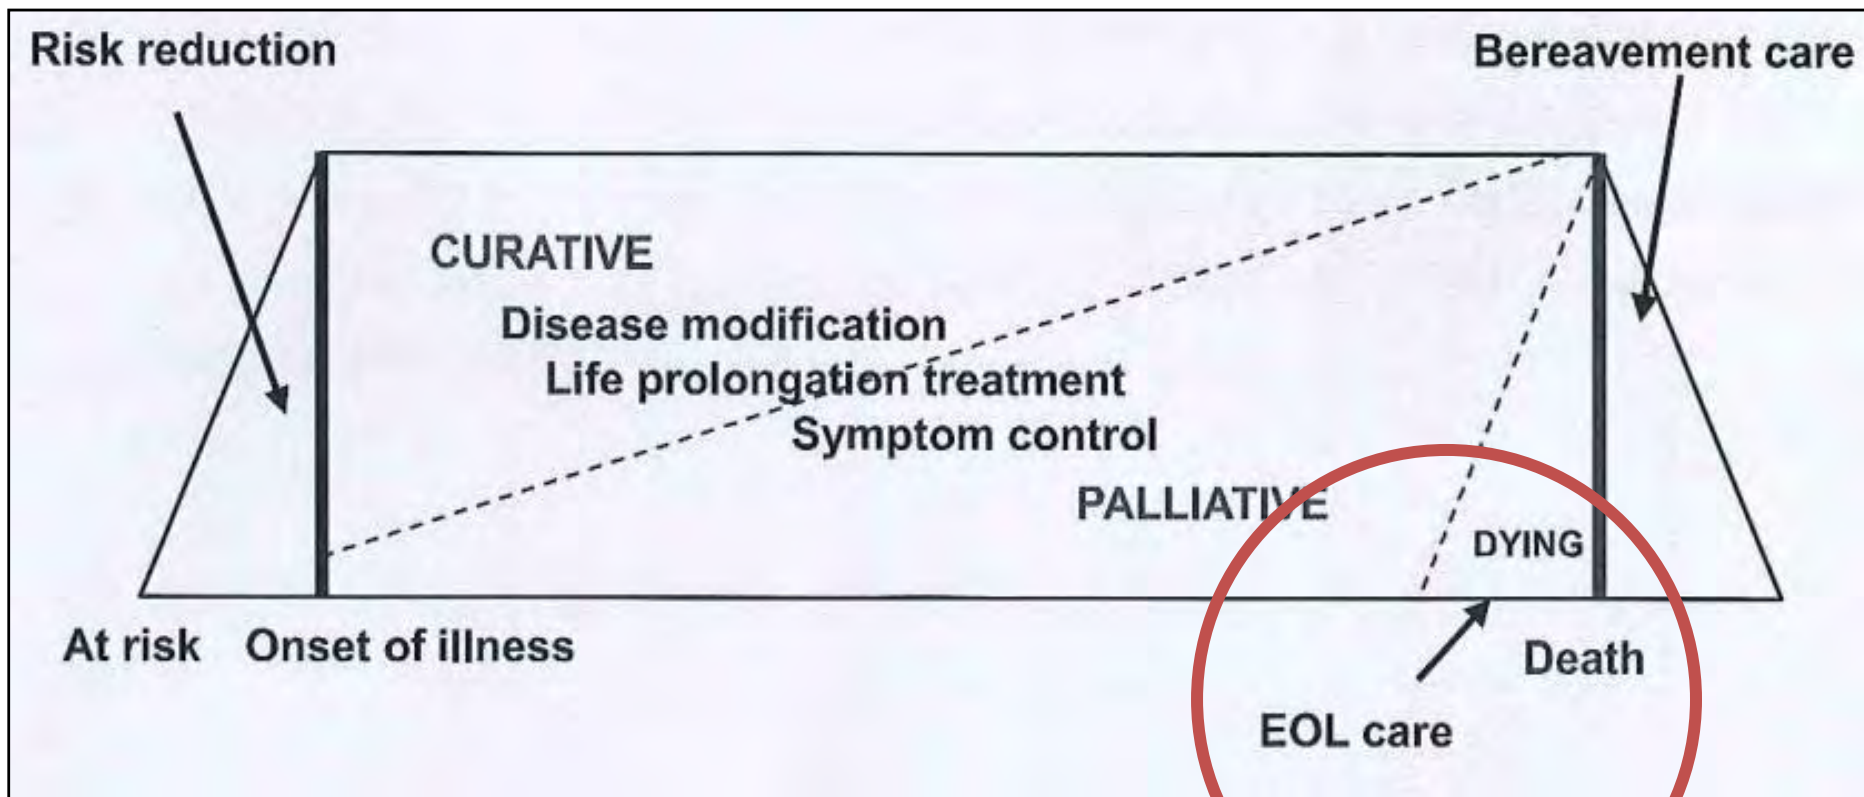 Risk reduction
Bereavement care
CURATIVE
Disease modification
Life prolongation treatment
Symptom control
PALLIATIVE
DYING
At risk
Onset of illness
Death
EOL care